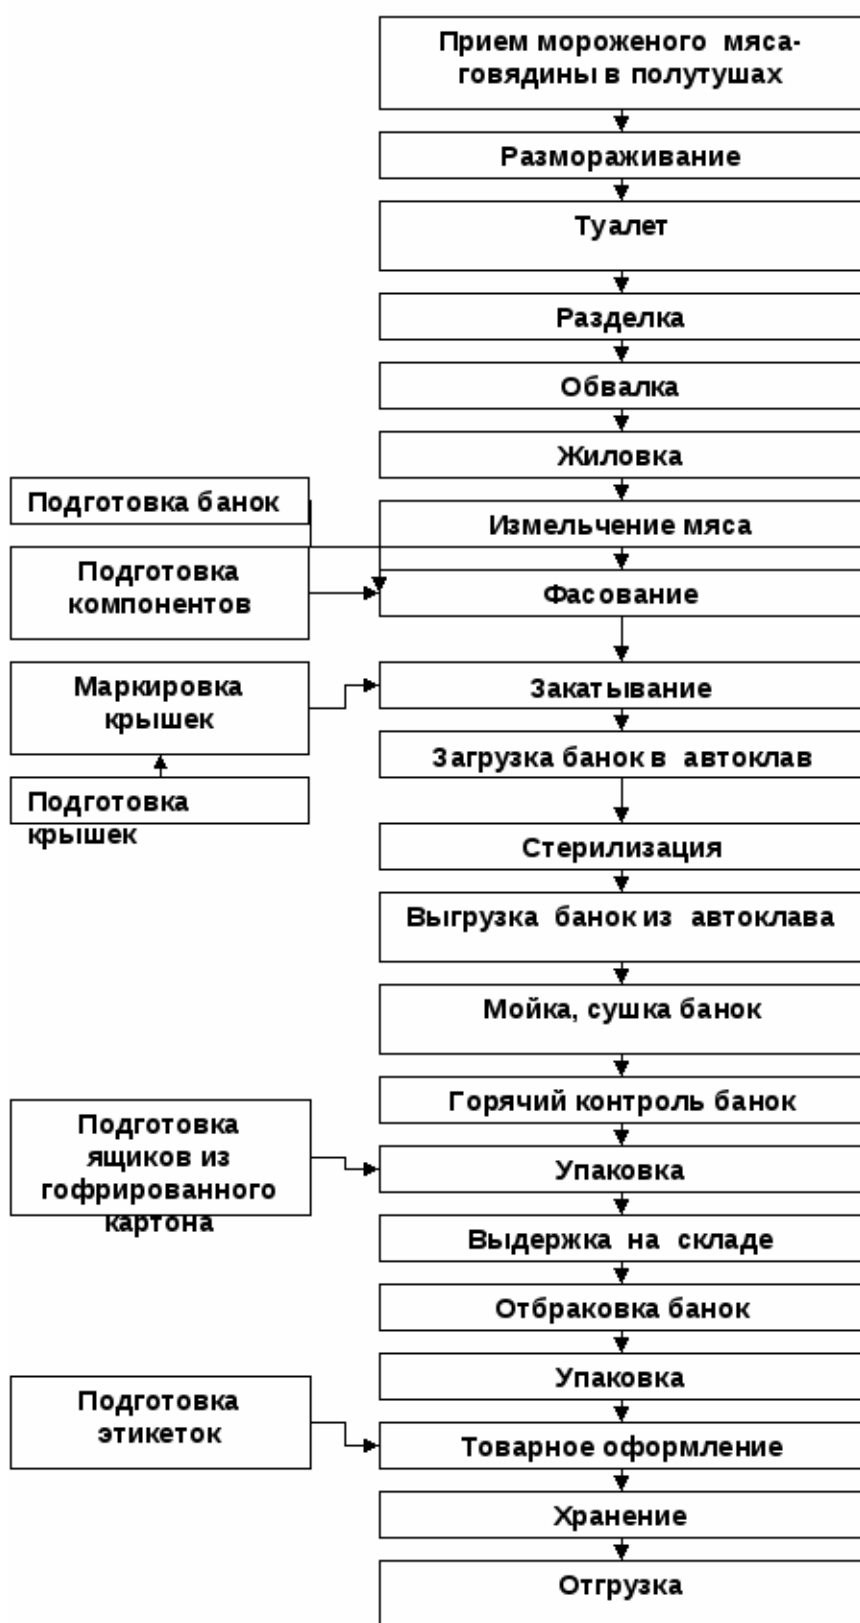 Прием мороженого мяса-
говядины в полутушах
Размораживание
Туалет
Разделка
Обвалка
Жиловка
Подготовка банок
Измельчение мяса
Подготовка
компонентов
Фасование
Маркировка
крышек
Закатывание
Подготовка
крышек
Загрузка банок в автоклав
Стерилизация
Выгрузка банок из автоклава
Мойка, сушка банок
Горячий контроль банок
Подготовка
ящиков из
гофрированного
картона
Упаковка
Выдержка на складе
Отбраковка банок
Упаковка
Подготовка
этикеток
Товарное оформление
Хранение
Отгрузка